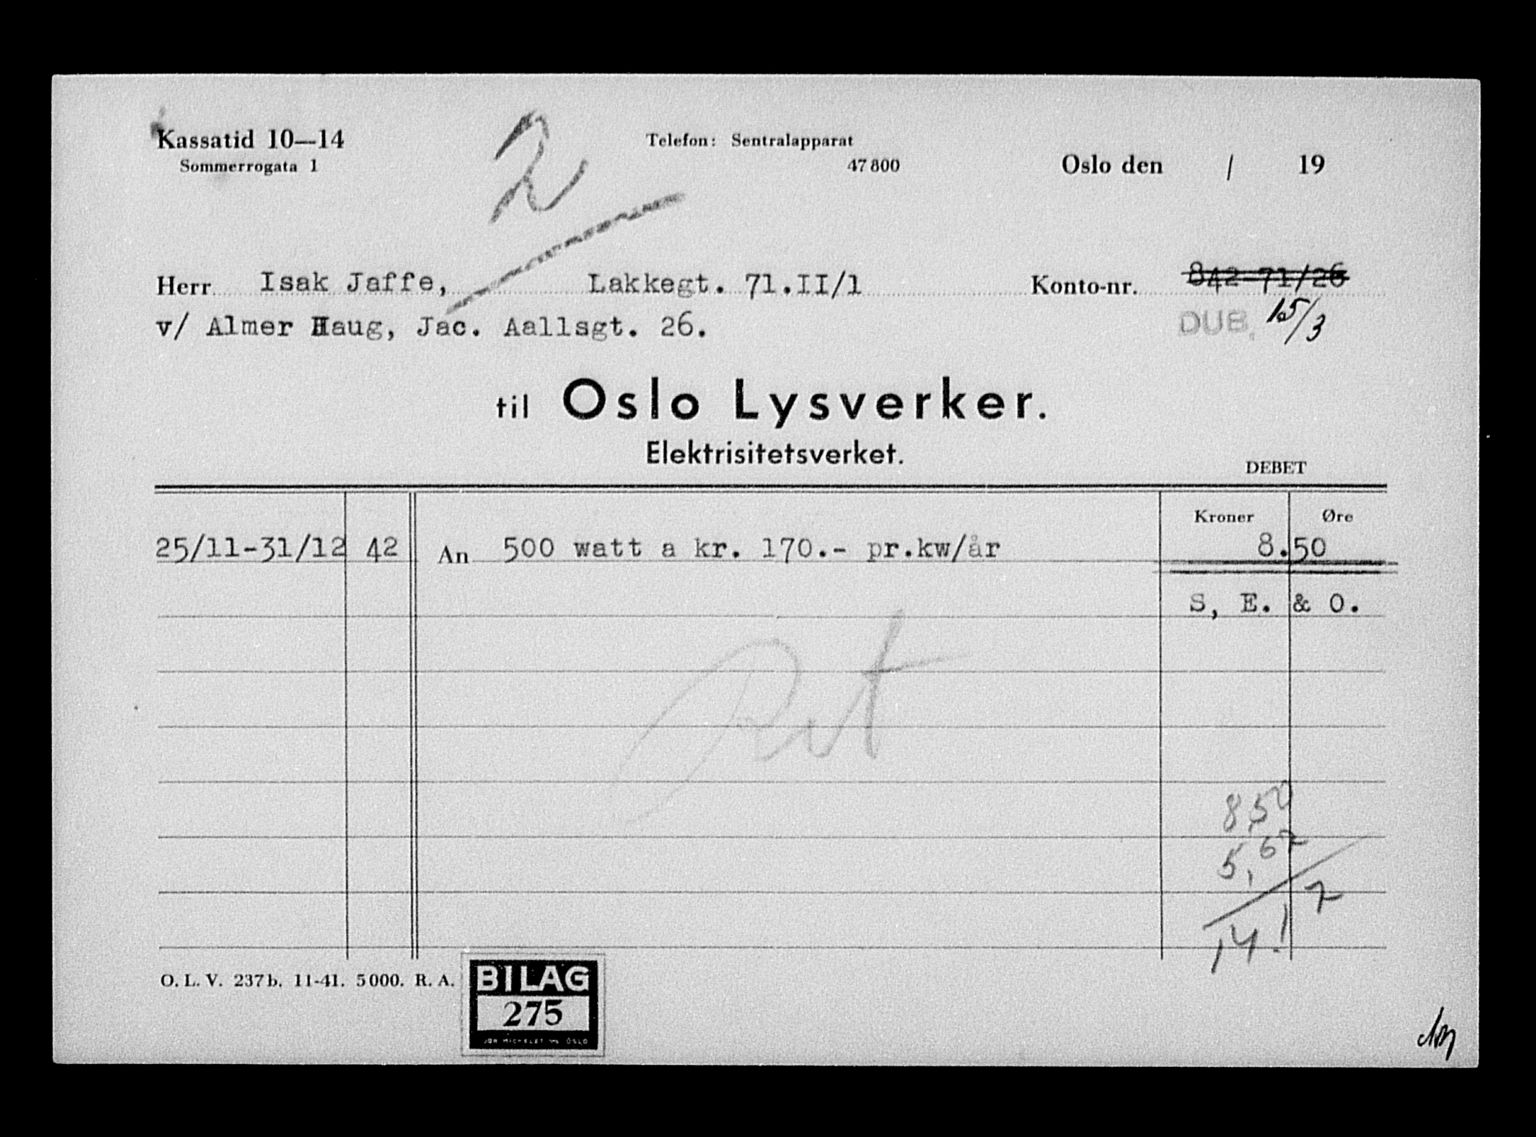 Kassatid 10—14
Sommerrogata 1
2
Telefon: Sentralapparat
47800
Oslo den / 19
Herr Isak Jaffe, Lakkegt. 71.II/1 Konto-nr. 842-71/26
v/ Almer Haug, Jac. Aallsgt. 26. DUB. 15/3
til Oslo Lysverker.
Elektrisitetsverket.
DEBET
Kroner Øre
25/11-31/12 42 An 500 watt a kr. 170.- pr.kw/år 8.50
S, E. & O.
8,50
5,67
14.17
O. L. V. 237b. 11-41. 5000. R. A.
BILAG
275